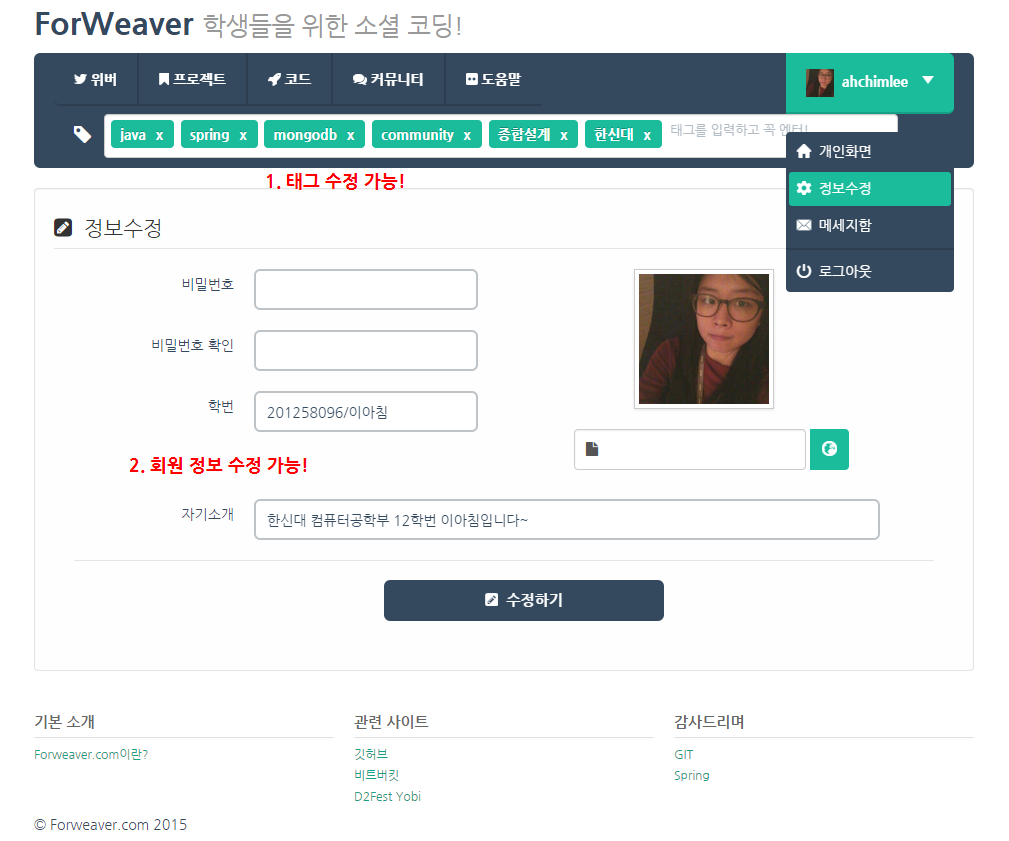 ForWeaver 학생들을 위한 소셜 코딩!
위버 프로젝트 코드 커뮤니티 도움말 ahchimlee
java x spring x mongodb x community x 종합설계 x 한신대 x 태그를 입력하고 꼭 엔터!
개인화면
정보수정
메세지함
로그아웃
1. 태그 수정 가능!
정보수정
비밀번호
비밀번호 확인
학번 201258096/이아침
2. 회원 정보 수정 가능!
자기소개 한신대 컴퓨터공학부 12학번 이아침입니다~
수정하기
기본 소개 관련 사이트 감사드리며
Forweaver.com이란? 깃허브 GIT
비트버킷 Spring
D2Fest Yobi
© Forweaver.com 2015